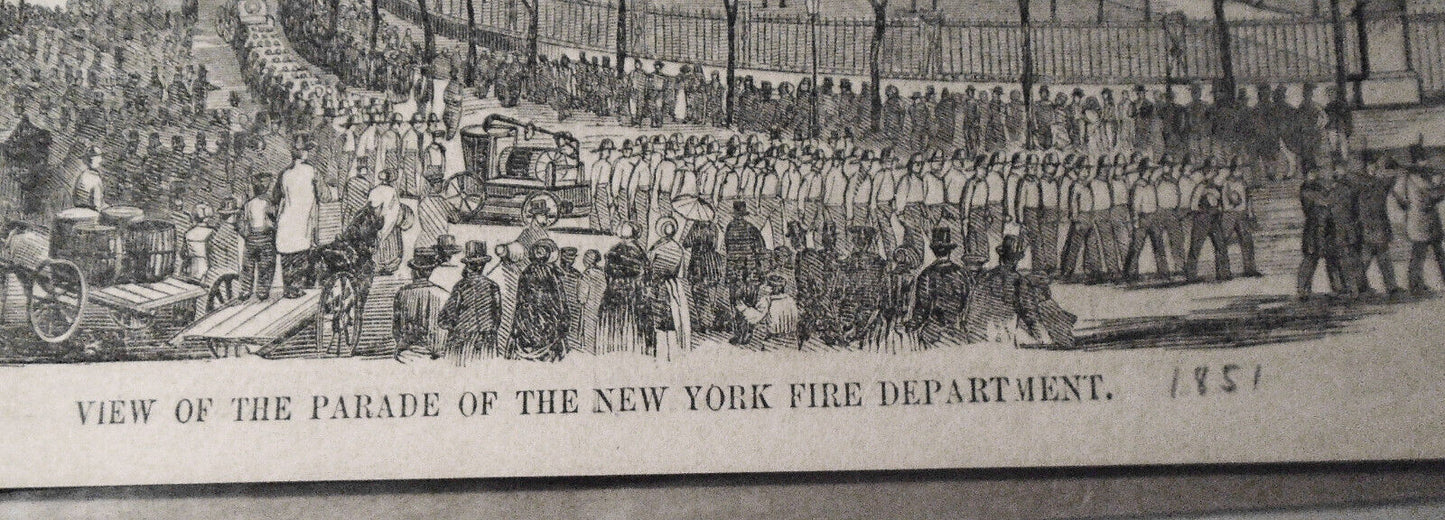 VIEW OF THE PARADE OF THE NEW YORK FIRE DEPARTMENT. 1851